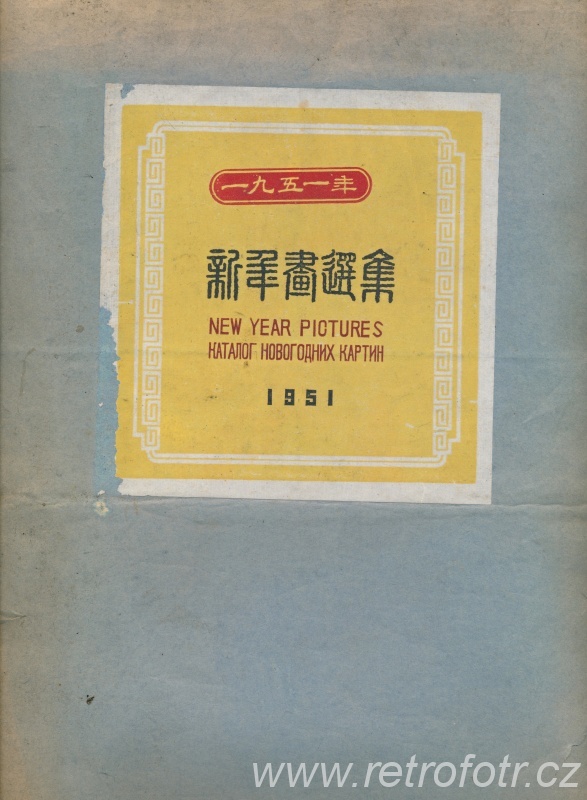 一九五一年
新年畫選集
NEW YEAR PICTURES
КАТАЛОГ НОВОГОДНИХ КАРТИН
1951
www.retrofotr.cz